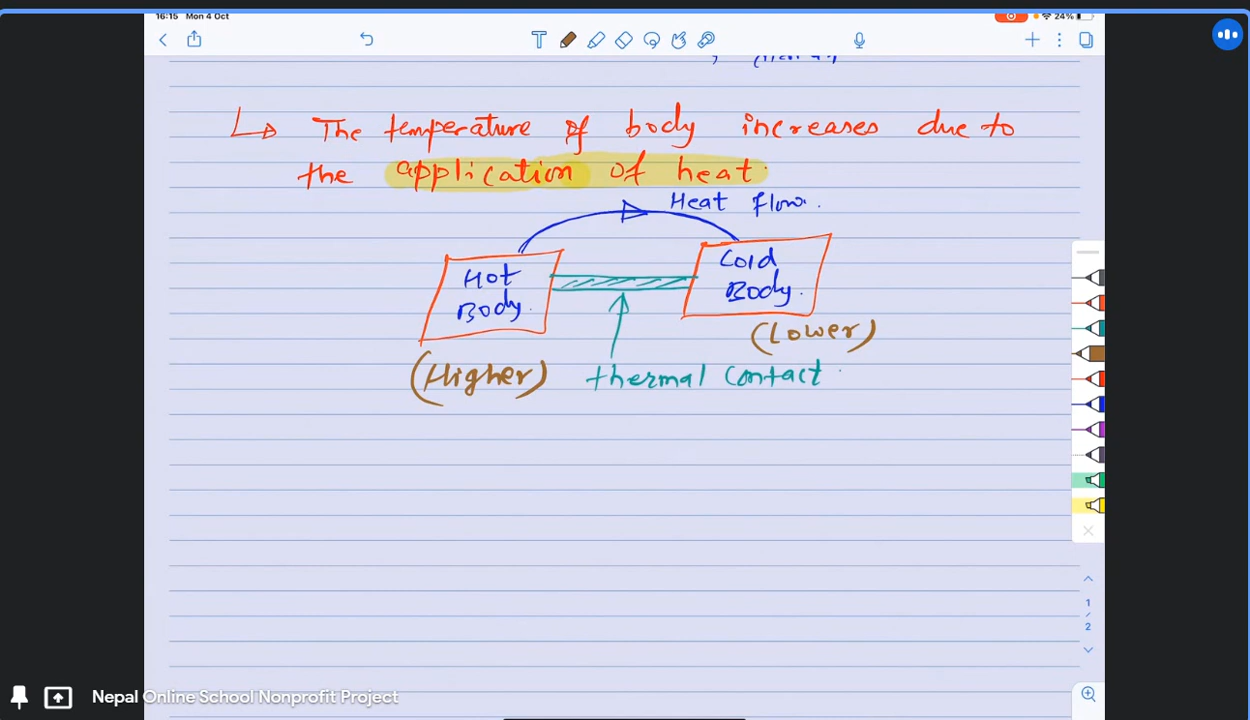 16:15 Mon 4 Oct
24%
The temperature of body increases due to
the application of heat.
Heat flow.
Hot
Body.
Cold
Body.
(Lower)
(Higher)
thermal contact
1
/
2
Nepal Online School Nonprofit Project